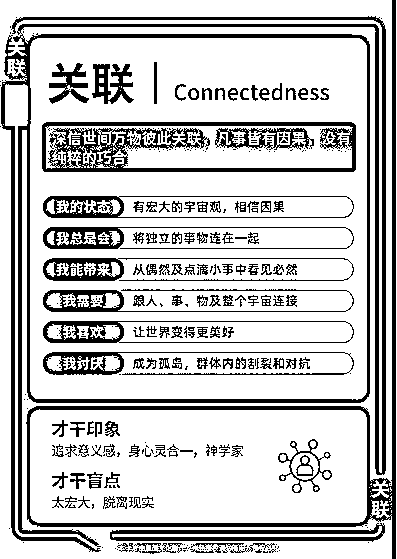 关联
关联 Connectedness
深信世间万物彼此关联，凡事皆有因果，没有
纯粹的巧合
我的状态 有宏大的宇宙观，相信因果
我总是会 将独立的事物连在一起
我能带来 从偶然及点滴小事中看见必然
我需要 跟人、事、物及整个宇宙连接
我喜欢 让世界变得更美好
我讨厌 成为孤岛，群体内的割裂和对抗
才干印象
追求意义感，身心灵合一，神学家
才干盲点
太宏大，脱离现实
关联